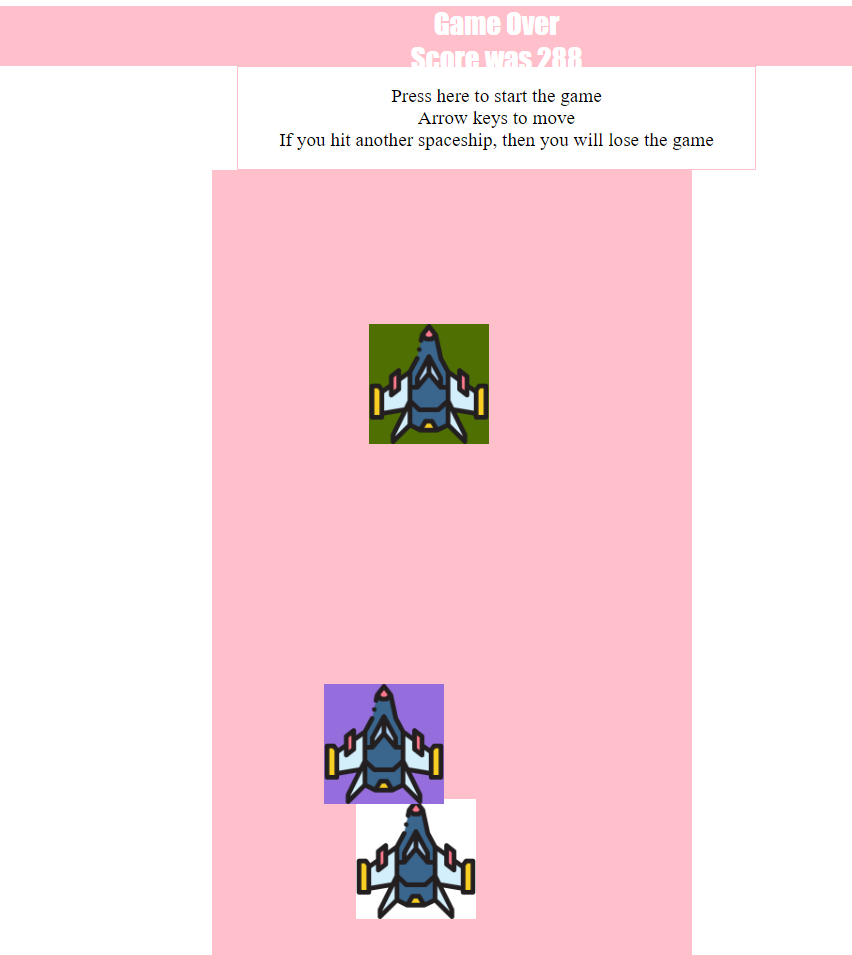 Game Over
Score was 288
Press here to start the game
Arrow keys to move
If you hit another spaceship, then you will lose the game